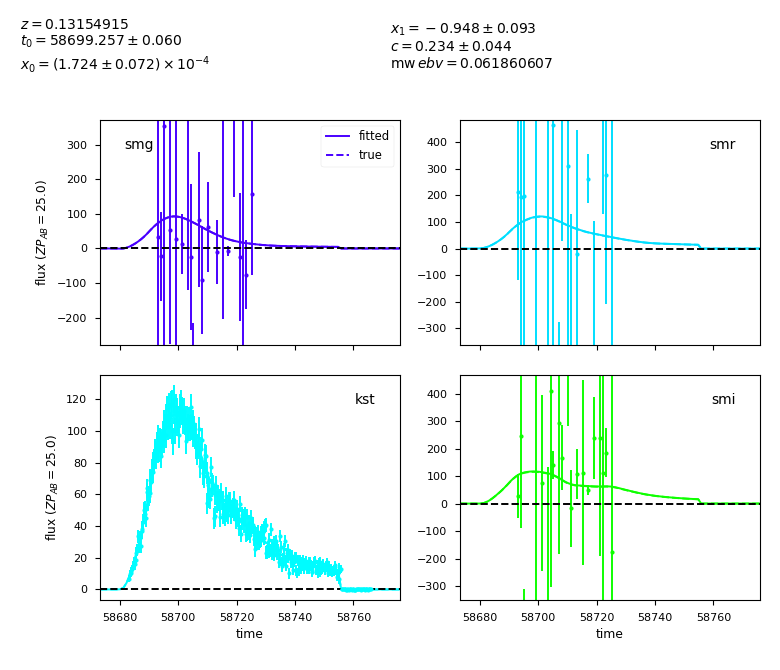 z = 0.13154915
t₀ = 58699.257 ± 0.060
x₀ = (1.724 ± 0.072) × 10⁻⁴
x₁ = −0.948 ± 0.093
c = 0.234 ± 0.044
mw ebv = 0.061860607
smg
fitted
true
300
200
100
0
−100
−200
flux (ZP_AB = 25.0)
smr
400
300
200
100
0
−100
−200
−300
kst
120
100
80
60
40
20
0
flux (ZP_AB = 25.0)
58680 58700 58720 58740 58760
time
smi
400
300
200
100
0
−100
−200
−300
58680 58700 58720 58740 58760
time